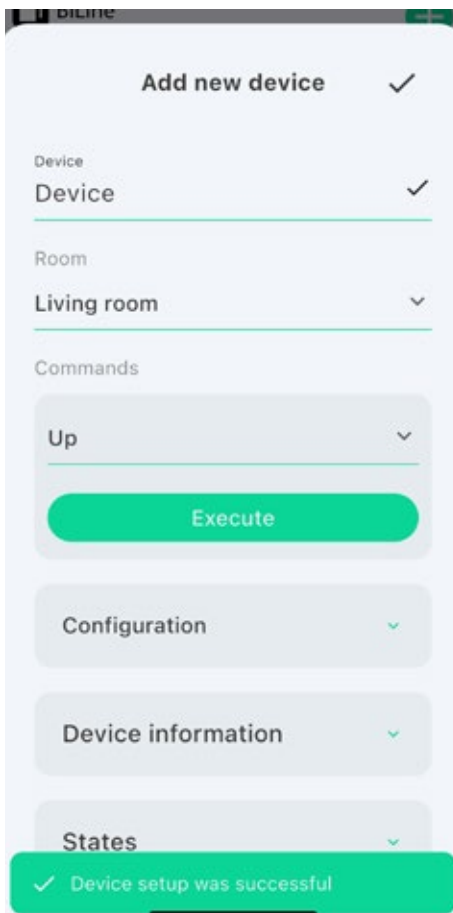 BiLine
Add new device
Device
Device
Room
Living room
Commands
Up
Execute
Configuration
Device information
States
Device setup was successful